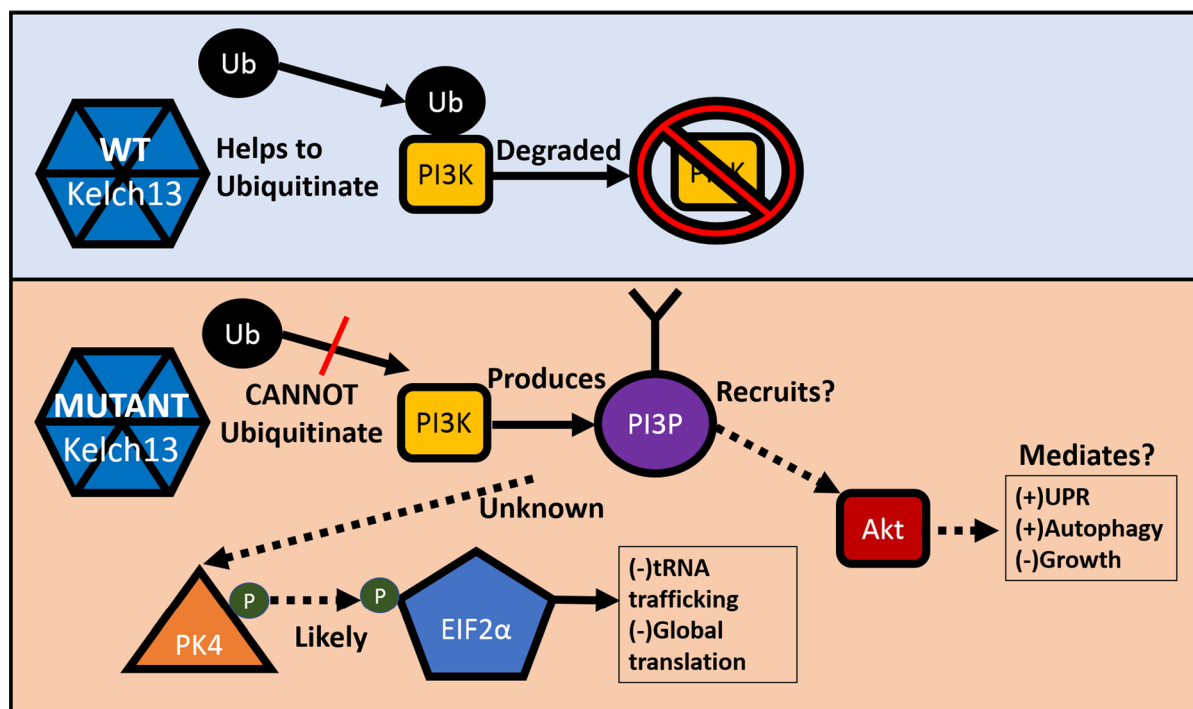 Ub
Ub
WT
Kelch13
Helps to
Ubiquitinate
PI3K
Degraded
PI3K
Ub
CANNOT
Ubiquitinate
MUTANT
Kelch13
PI3K
Produces
PI3P
Recruits?
Akt
Mediates?
(+)UPR
(+)Autophagy
(-)Growth
Unknown
PK4
P
Likely
P
EIF2α
(-)tRNA
trafficking
(-)Global
translation